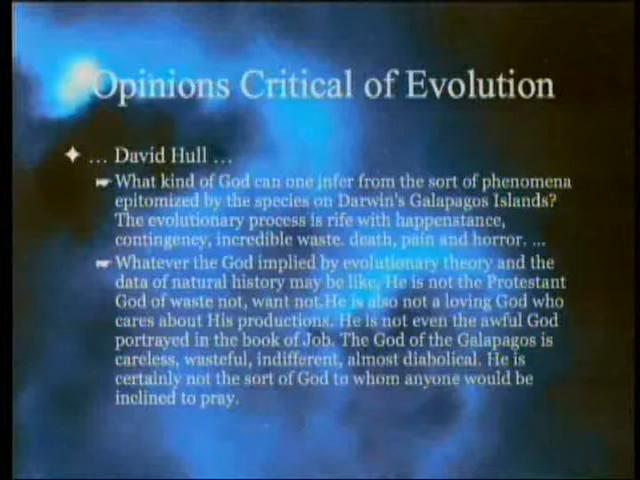 Opinions Critical of Evolution
… David Hull …
What kind of God can one infer from the sort of phenomena
epitomized by the species on Darwin's Galapagos Islands?
The evolutionary process is rife with happenstance,
contingency, incredible waste. death, pain and horror. ...
Whatever the God implied by evolutionary theory and the
data of natural history may be like, He is not the Protestant
God of waste not, want not.He is also not a loving God who
cares about His productions. He is not even the awful God
portrayed in the book of Job. The God of the Galapagos is
careless, wasteful, indifferent, almost diabolical. He is
certainly not the sort of God to whom anyone would be
inclined to pray.